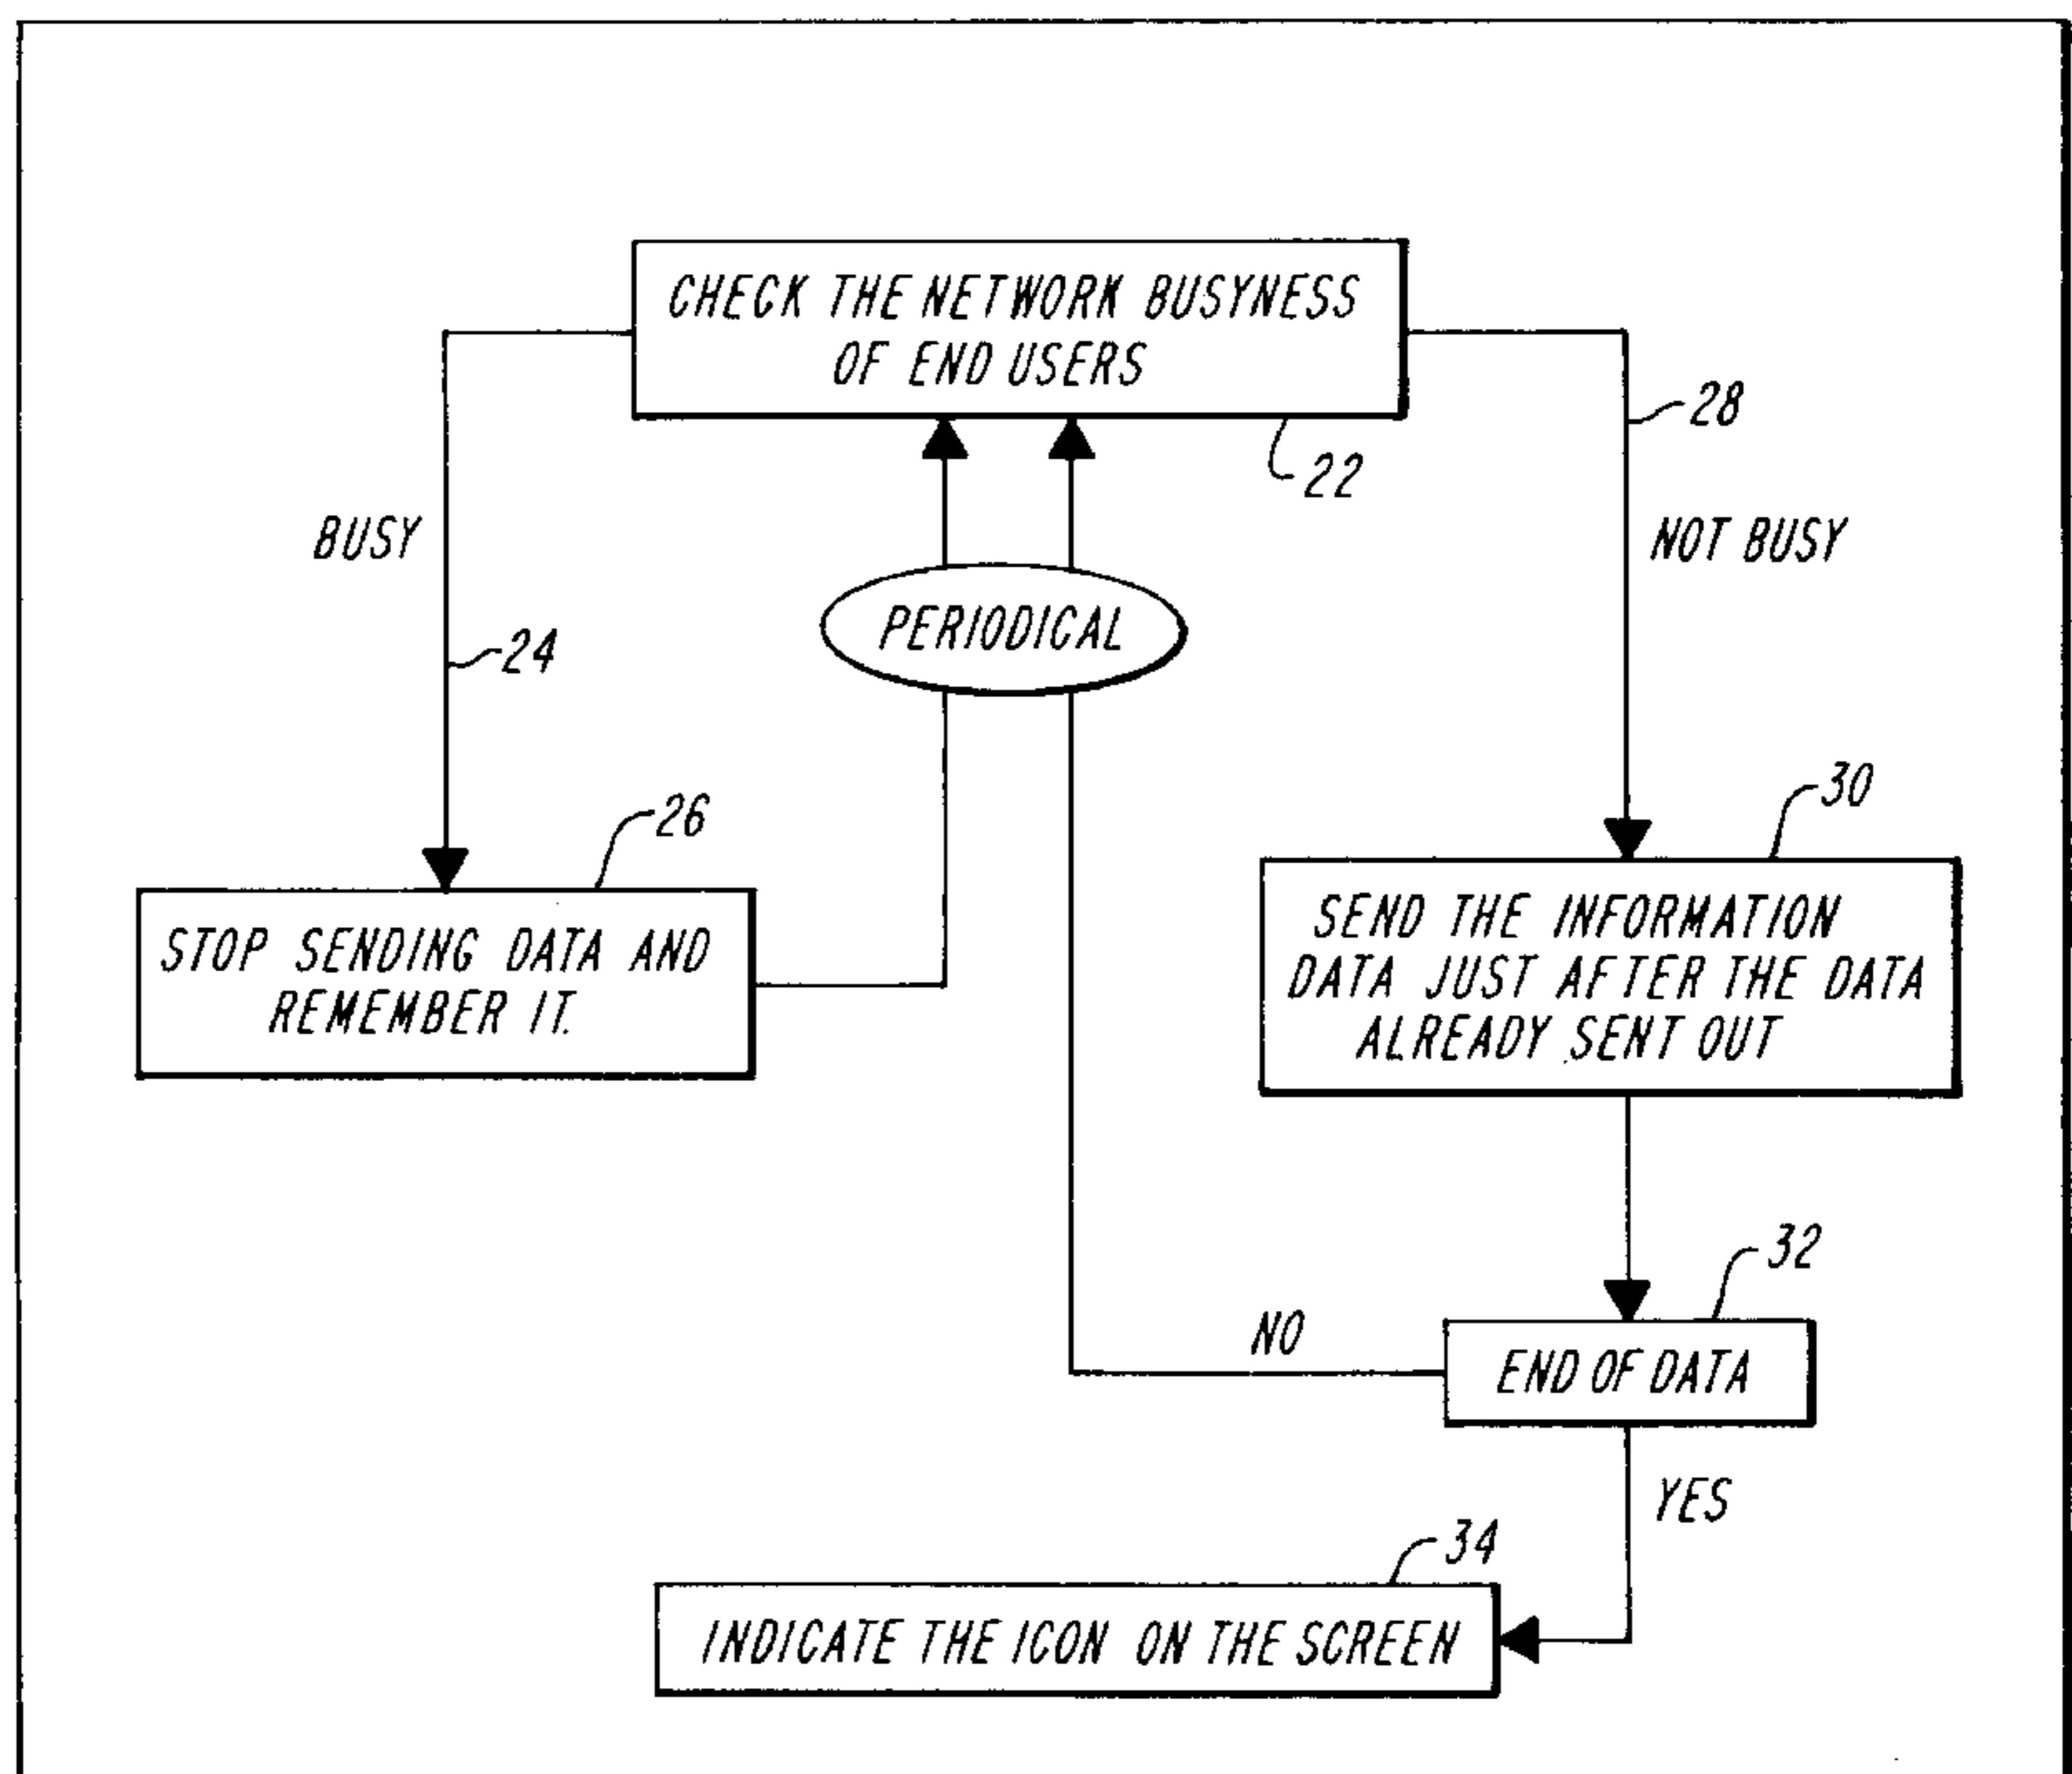 CHECK THE NETWORK BUSYNESS
OF END USERS
28
22
BUSY
NOT BUSY
PERIODICAL
24
30
26
SEND THE INFORMATION
DATA JUST AFTER THE DATA
ALREADY SENT OUT
STOP SENDING DATA AND
REMEMBER IT.
32
NO
END OF DATA
YES
34
INDICATE THE ICON ON THE SCREEN